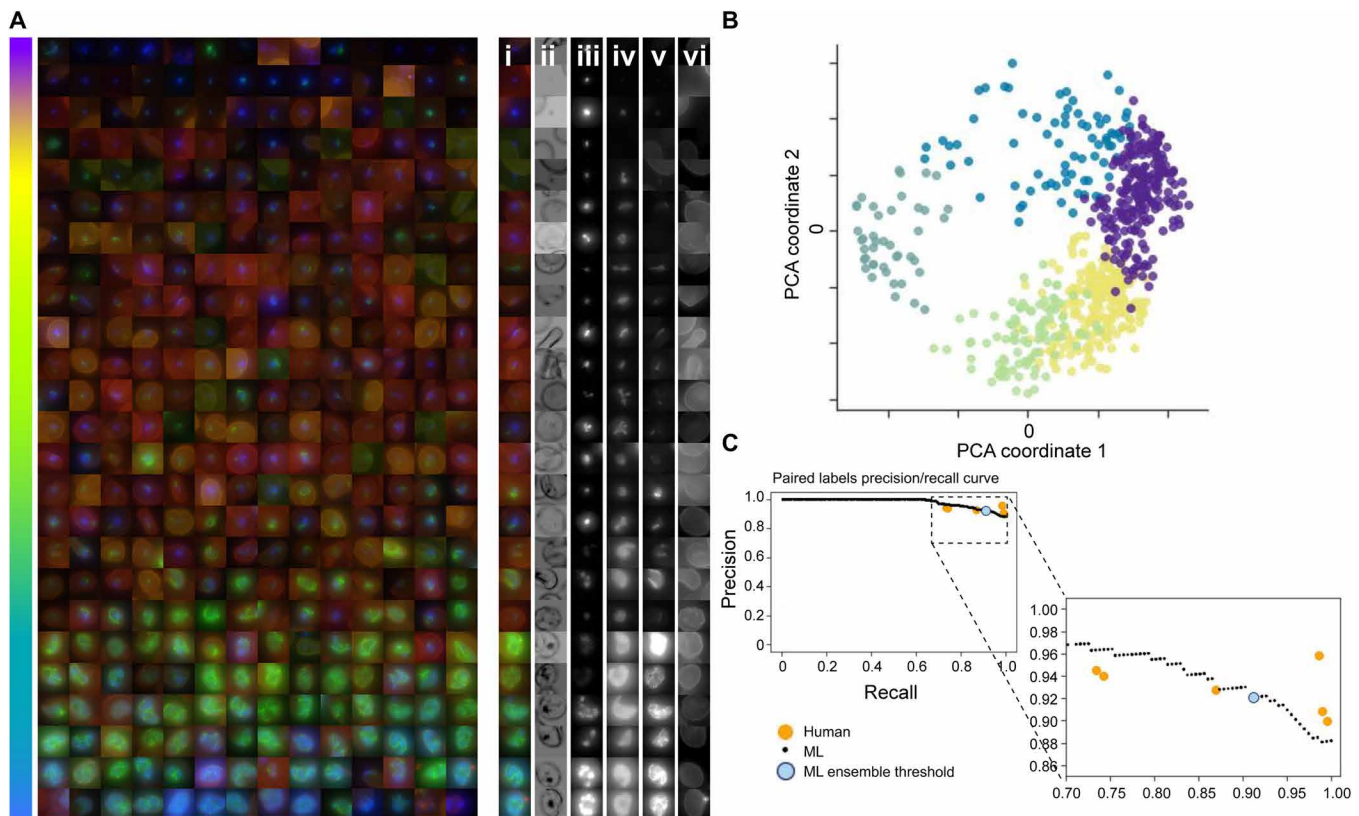 A
i ii iii iv v vi
B
PCA coordinate 2
0
0
PCA coordinate 1
C
Paired labels precision/recall curve
Precision
1.0
0.8
0.6
0.4
0.2
0
0 0.2 0.4 0.6 0.8 1.0
Recall
Human
ML
ML ensemble threshold
1.00
0.98
0.96
0.94
0.92
0.90
0.88
0.86
0.70 0.75 0.80 0.85 0.90 0.95 1.00